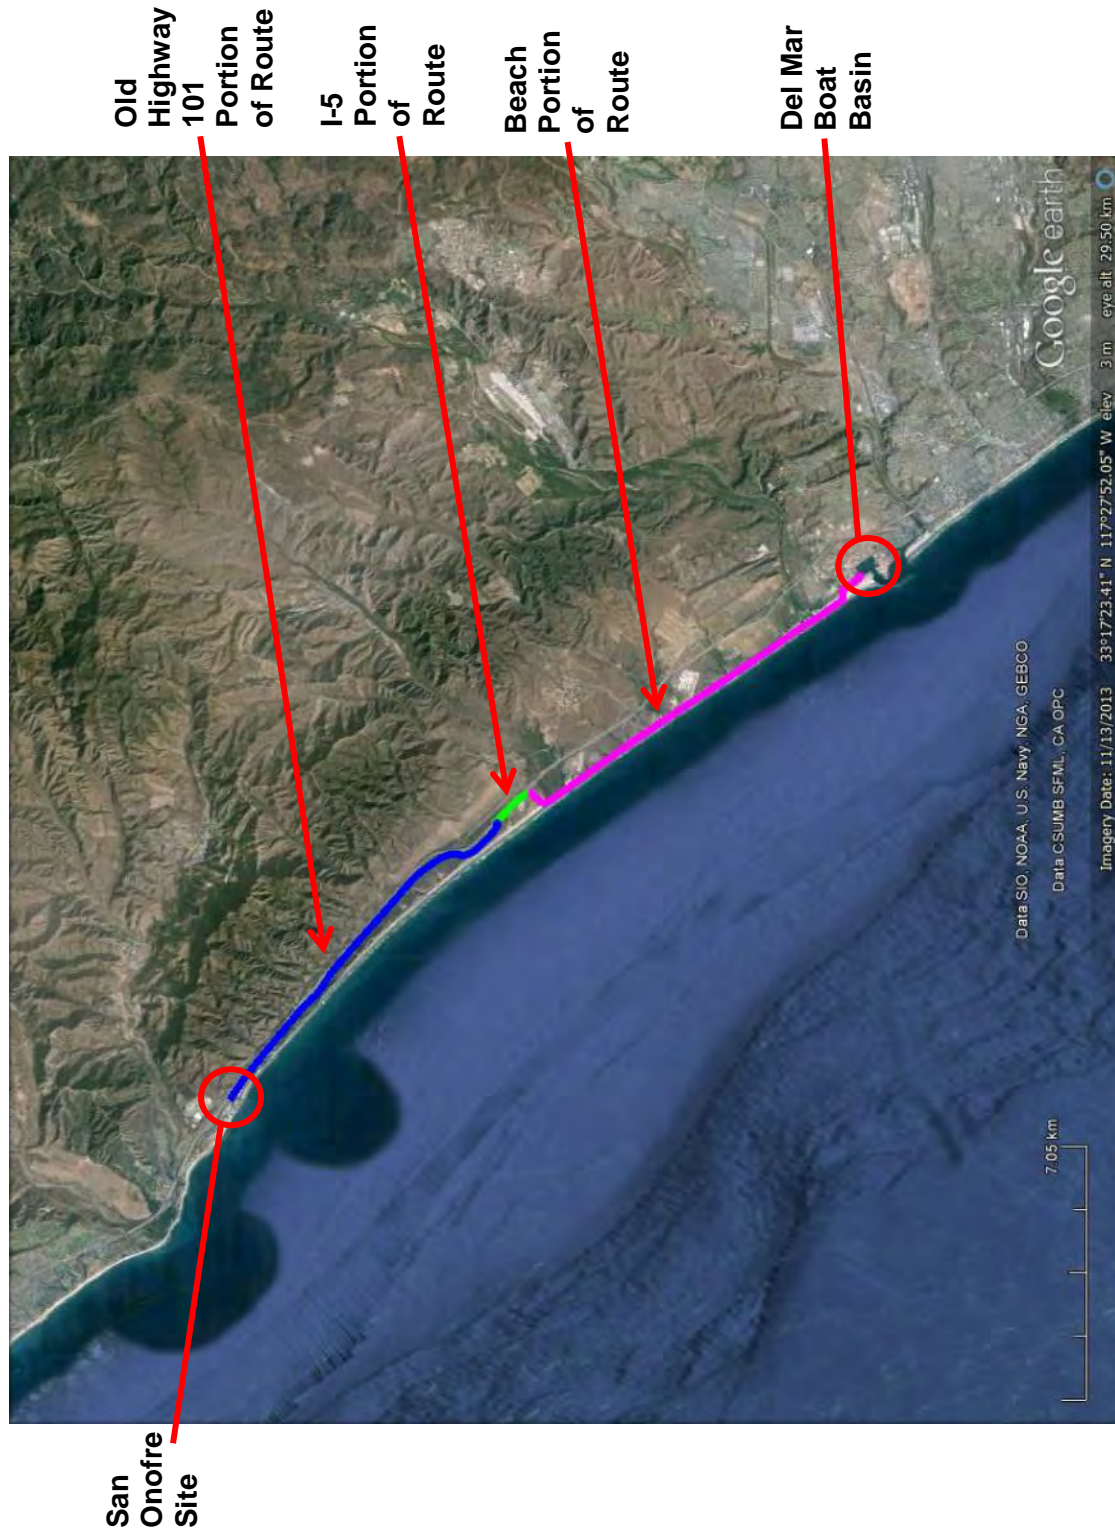 San
Onofre
Site
Old
Highway
101
Portion
of Route
I-5
Portion
of
Route
Beach
Portion
of
Route
Del Mar
Boat
Basin
7.05 km
Data SIO, NOAA, U.S. Navy, NGA, GEBCO
Data CSUMB SFML, CA OPC
Google earth
Imagery Date: 11/13/2013 33°17'23.41" N 117°27'52.05" W elev 3 m eye alt 29.50 km